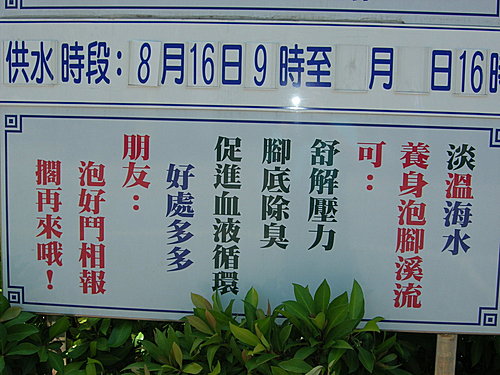 供水時段：8月16日9時至 月 日16時
淡溫海水
養身泡腳溪流
可：
舒解壓力
腳底除臭
促進血液循環
好處多多
朋友：
泡好鬥相報
擱再來哦！